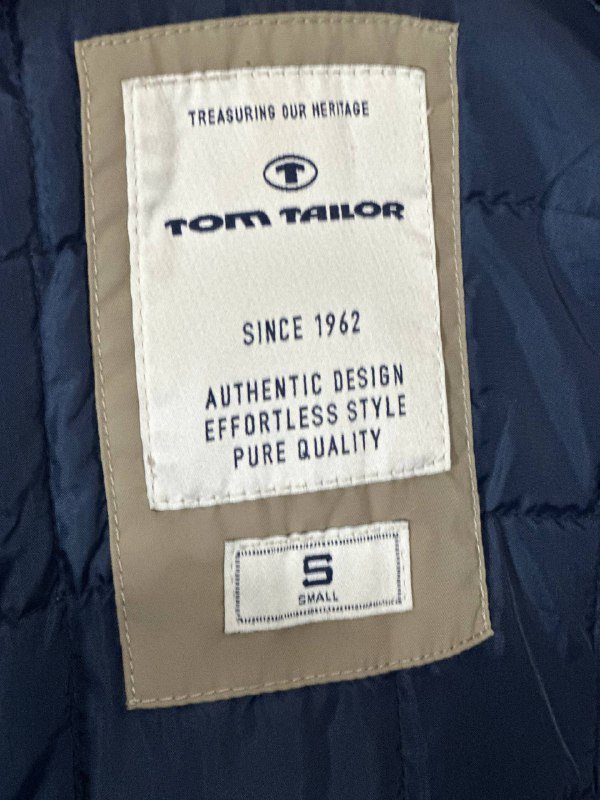 TREASURING OUR HERITAGE
T
TOM TAILOR
SINCE 1962
AUTHENTIC DESIGN
EFFORTLESS STYLE
PURE QUALITY
S
SMALL